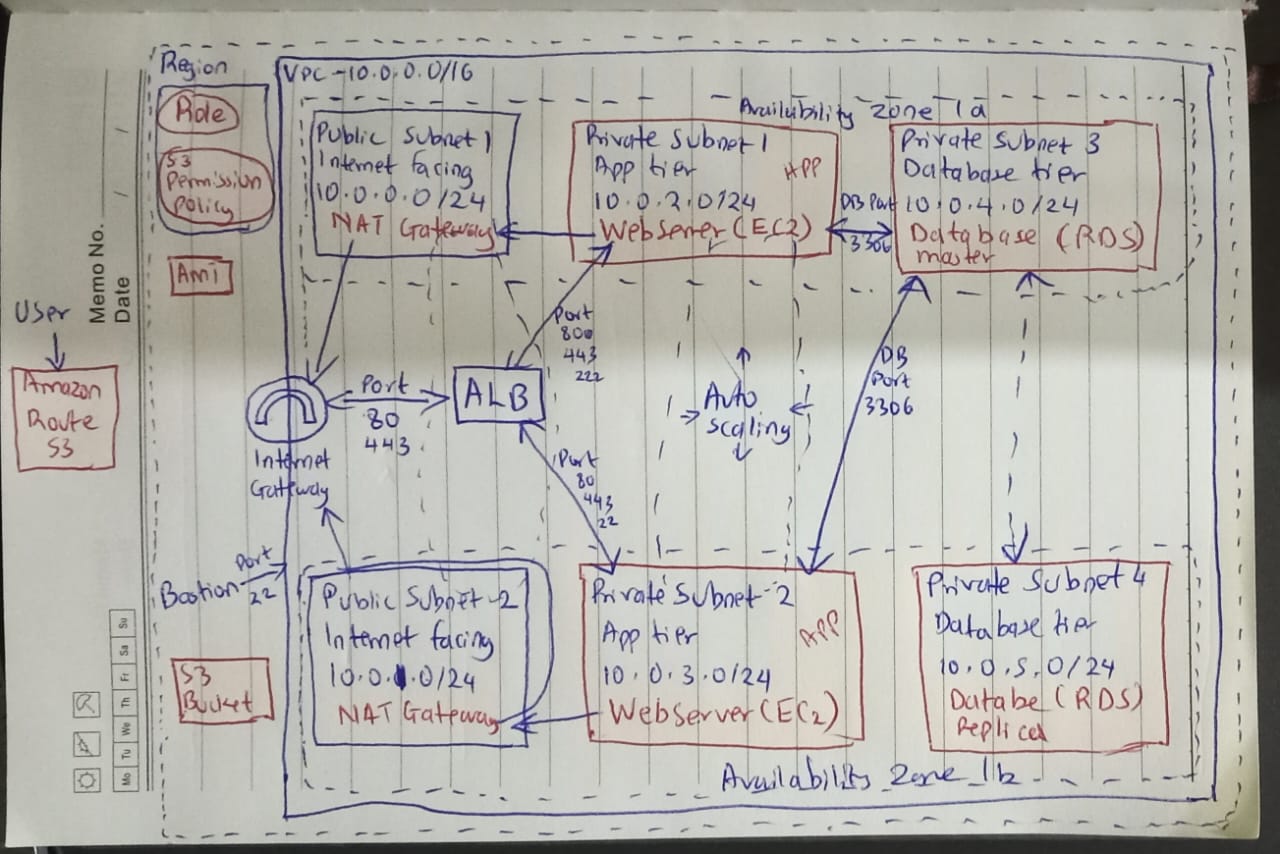 Region
VPC-10.0.0.0/16
Role
S3
Permission
policy
Ami
Memo No.
Date
User
Amazon
Route
53
Availability Zone 1a
Public Subnet 1
Internet facing
10.0.0.0/24
NAT Gateway
Private Subnet 1
App tier
APP
10.0.2.0/24
Webserver (EC2)
DB Port
3306
Private Subnet 3
Database tier
10.0.4.0/24
Database (RDS)
master
Internet
Gateway
Port
80
443
ALB
Port
800
443
222
Auto
Scaling
DB
Port
3306
Port
80
443
22
Bastion
Port
22
S3
Bucket
Public Subnet-2
Internet facing
10.0.1.0/24
NAT Gateway
Private Subnet-2
App tier
APP
10.0.3.0/24
Webserver (EC2)
Private Subnet 4
Database tier
10.0.5.0/24
Databe (RDS)
Replica
Availability Zone 1b
Mo Tu We Th Fr Sa Su